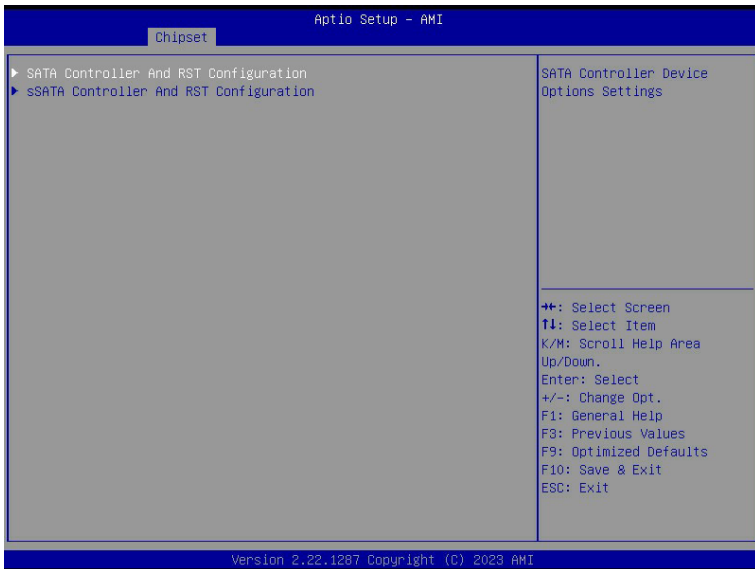 Aptio Setup – AMI
Chipset
► SATA Controller And RST Configuration
► sSATA Controller And RST Configuration
SATA Controller Device
Options Settings
→←: Select Screen
↑↓: Select Item
K/M: Scroll Help Area
Up/Down.
Enter: Select
+/-: Change Opt.
F1: General Help
F3: Previous Values
F9: Optimized Defaults
F10: Save & Exit
ESC: Exit
Version 2.22.1287 Copyright (C) 2023 AMI